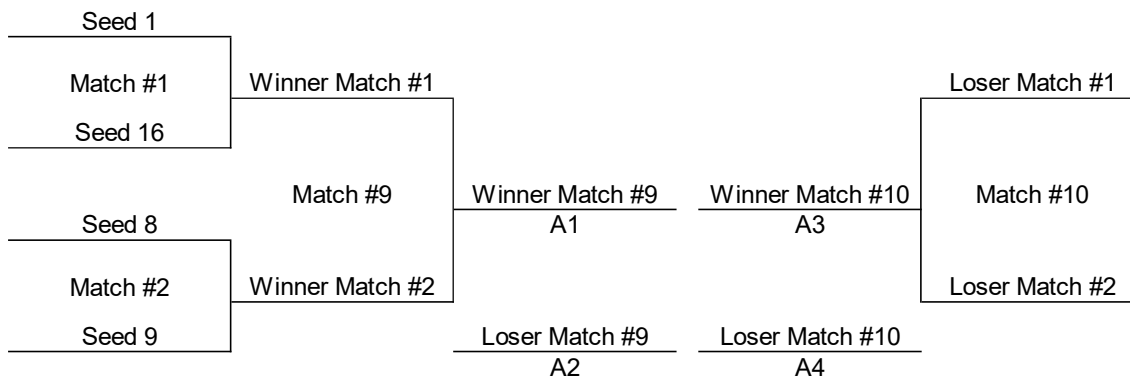 Seed 1
Match #1
Winner Match #1
Loser Match #1
Seed 16
Match #9
Winner Match #9
Winner Match #10
Match #10
A1
A3
Seed 8
Match #2
Winner Match #2
Loser Match #2
Seed 9
Loser Match #9
Loser Match #10
A2
A4